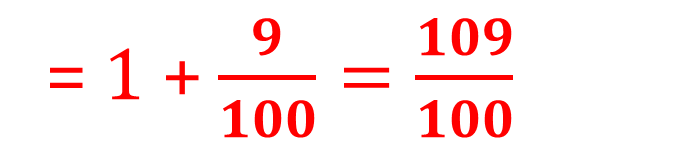 = 1 + 9/100 = 109/100